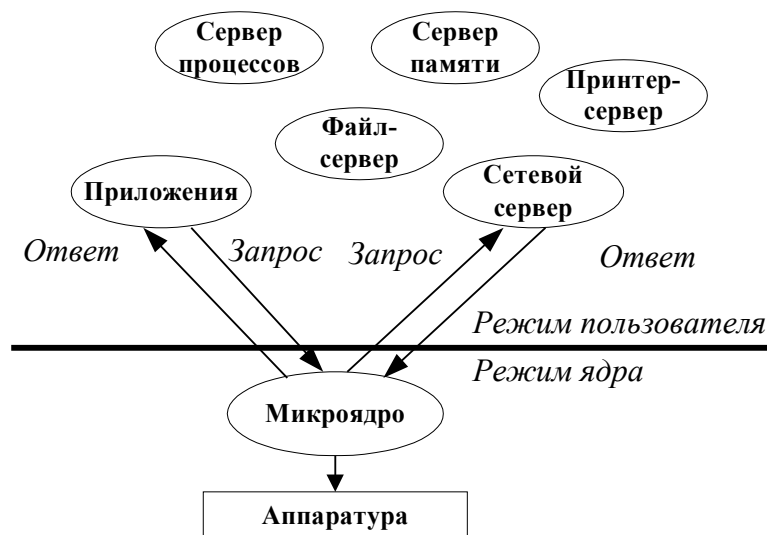 Сервер
процессов
Сервер
памяти
Принтер-
сервер
Файл-
сервер
Приложения
Сетевой
сервер
Ответ
Запрос
Запрос
Ответ
Режим пользователя
Режим ядра
Микроядро
Аппаратура